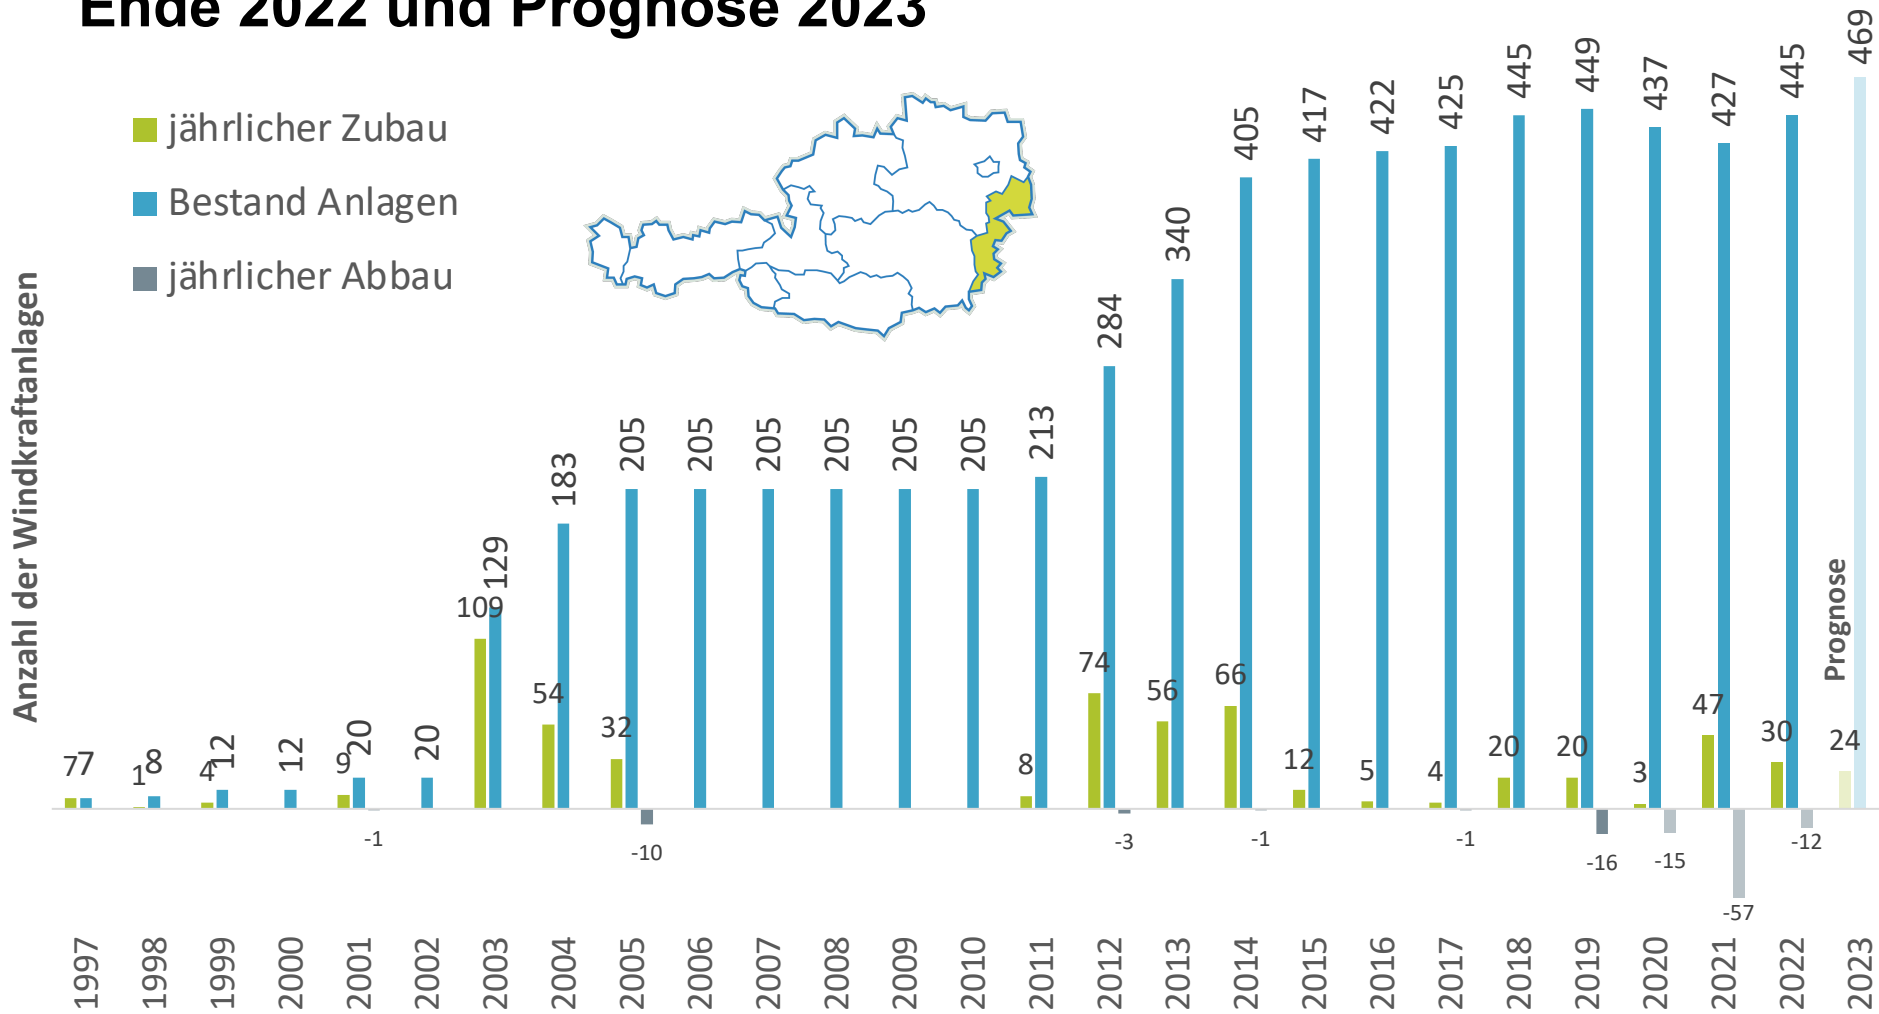 Ende 2022 und Prognose 2023
jährlicher Zubau
Bestand Anlagen
jährlicher Abbau
Anzahl der Windkraftanlagen
7 7
1 8
4 12
12
9 20 -1
20
109 129
54 183
32 205 -10
205
205
205
205
205
8 213
74 284 -3
56 340
66 405 -1
12 417
5 422
4 425 -1
20 445
20 449 -16
3 437 -15
47 427 -57
30 445 -12
Prognose
24 469
1997 1998 1999 2000 2001 2002 2003 2004 2005 2006 2007 2008 2009 2010 2011 2012 2013 2014 2015 2016 2017 2018 2019 2020 2021 2022 2023